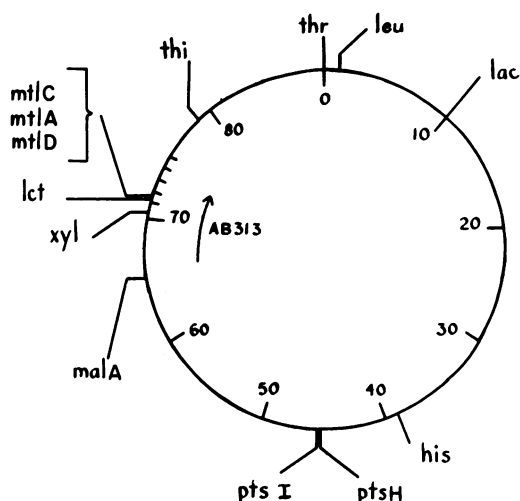 thr
leu
thi
lac
mtlC
mtlA
mtlD
0
10
80
lct
xyl
70
AB313
20
malA
60
30
50
40
his
pts I
ptsH